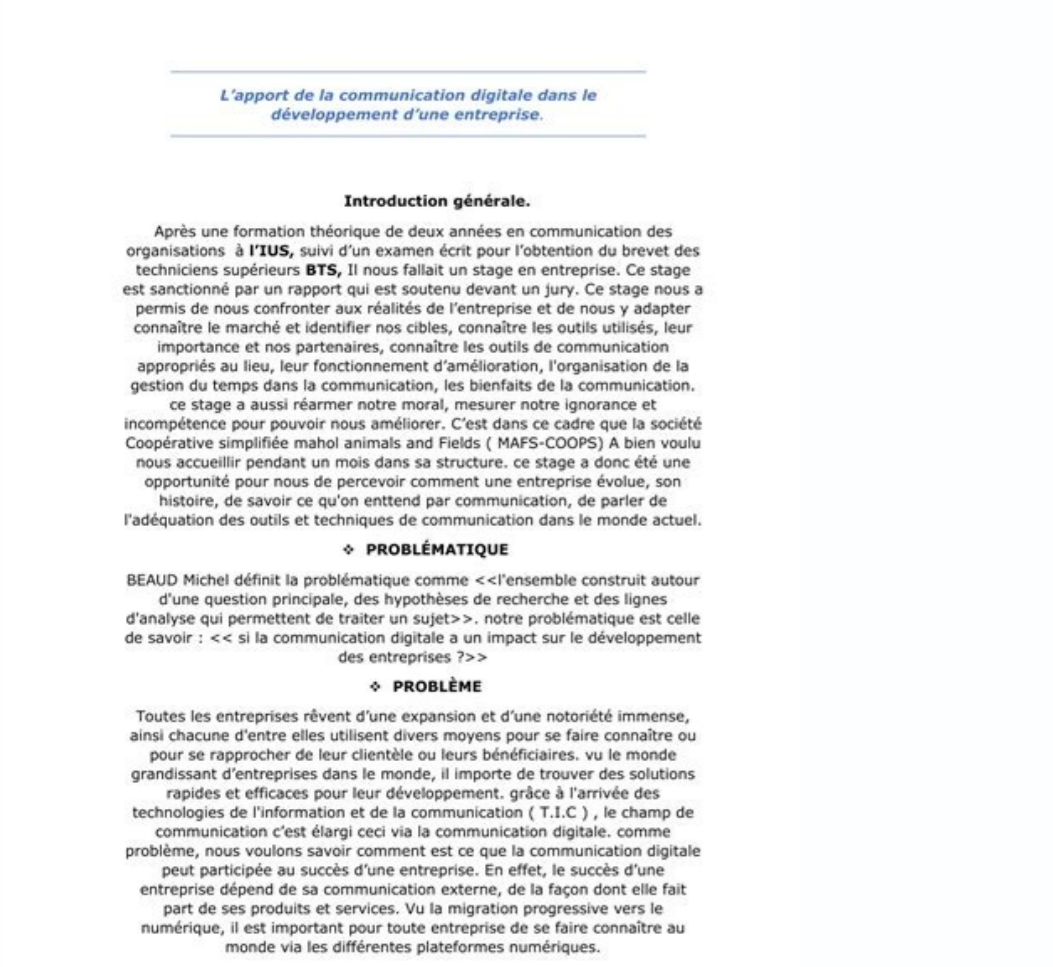 L'apport de la communication digitale dans le
développement d'une entreprise.
Introduction générale.
Après une formation théorique de deux années en communication des
organisations à l'IUS, suivi d'un examen écrit pour l'obtention du brevet des
techniciens supérieurs BTS, Il nous fallait un stage en entreprise. Ce stage
est sanctionné par un rapport qui est soutenu devant un jury. Ce stage nous a
permis de nous confronter aux réalités de l'entreprise et de nous y adapter
connaître le marché et identifier nos cibles, connaître les outils utilisés, leur
importance et nos partenaires, connaître les outils de communication
appropriés au lieu, leur fonctionnement d'amélioration, l'organisation de la
gestion du temps dans la communication, les bienfaits de la communication.
ce stage a aussi réarmer notre moral, mesurer notre ignorance et
incompétence pour pouvoir nous améliorer. C'est dans ce cadre que la société
Coopérative simplifiée mahol animals and Fields ( MAFS-COOPS) A bien voulu
nous accueillir pendant un mois dans sa structure. ce stage a donc été une
opportunité pour nous de percevoir comment une entreprise évolue, son
histoire, de savoir ce qu'on enttend par communication, de parler de
l'adéquation des outils et techniques de communication dans le monde actuel.
❖ PROBLÉMATIQUE
BEAUD Michel définit la problématique comme <<l'ensemble construit autour
d'une question principale, des hypothèses de recherche et des lignes
d'analyse qui permettent de traiter un sujet>>. notre problématique est celle
de savoir : << si la communication digitale a un impact sur le développement
des entreprises ?>>
❖ PROBLÈME
Toutes les entreprises rêvent d'une expansion et d'une notoriété immense,
ainsi chacune d'entre elles utilisent divers moyens pour se faire connaître ou
pour se rapprocher de leur clientèle ou leurs bénéficiaires. vu le monde
grandissant d'entreprises dans le monde, il importe de trouver des solutions
rapides et efficaces pour leur développement. grâce à l'arrivée des
technologies de l'information et de la communication ( T.I.C ) , le champ de
communication c'est élargi ceci via la communication digitale. comme
problème, nous voulons savoir comment est ce que la communication digitale
peut participée au succès d'une entreprise. En effet, le succès d'une
entreprise dépend de sa communication externe, de la façon dont elle fait
part de ses produits et services. Vu la migration progressive vers le
numérique, il est important pour toute entreprise de se faire connaître au
monde via les différentes plateformes numériques.